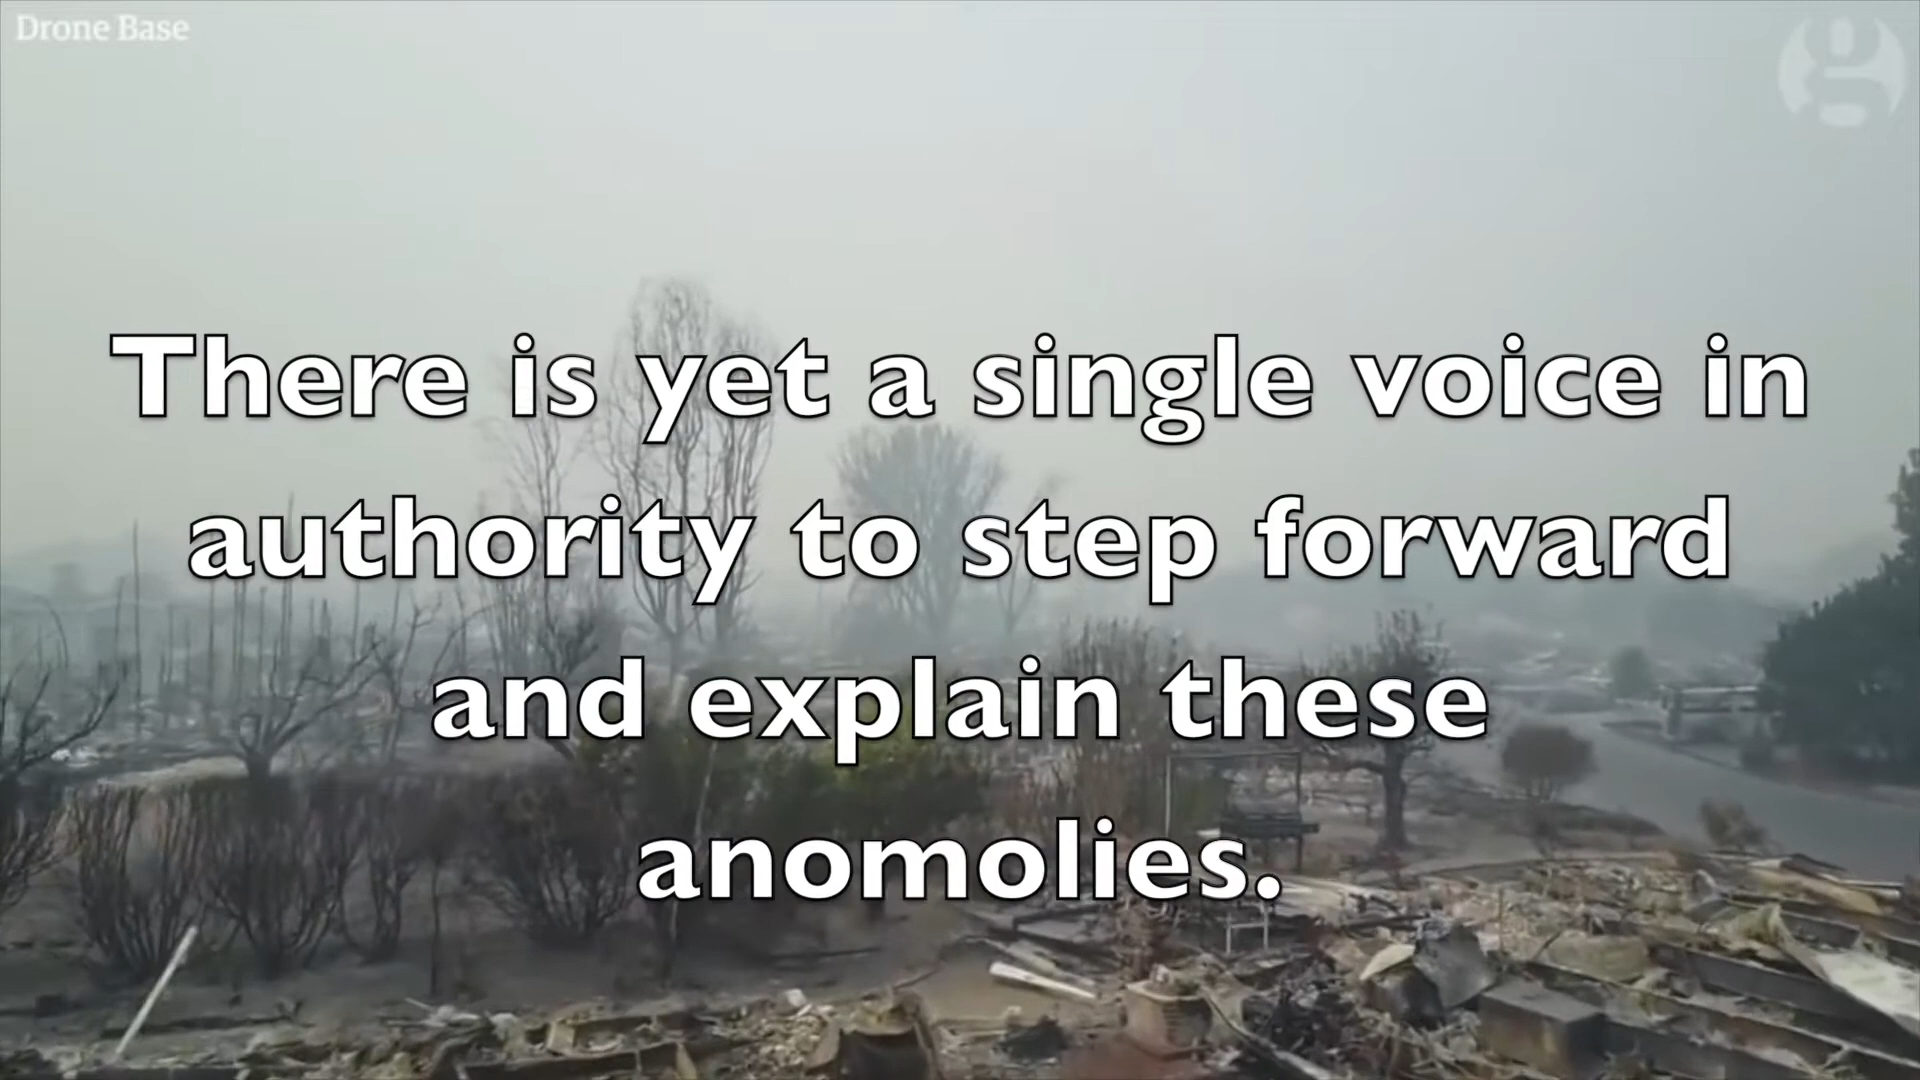 Drone Base
There is yet a single voice in
authority to step forward
and explain these
anomolies.